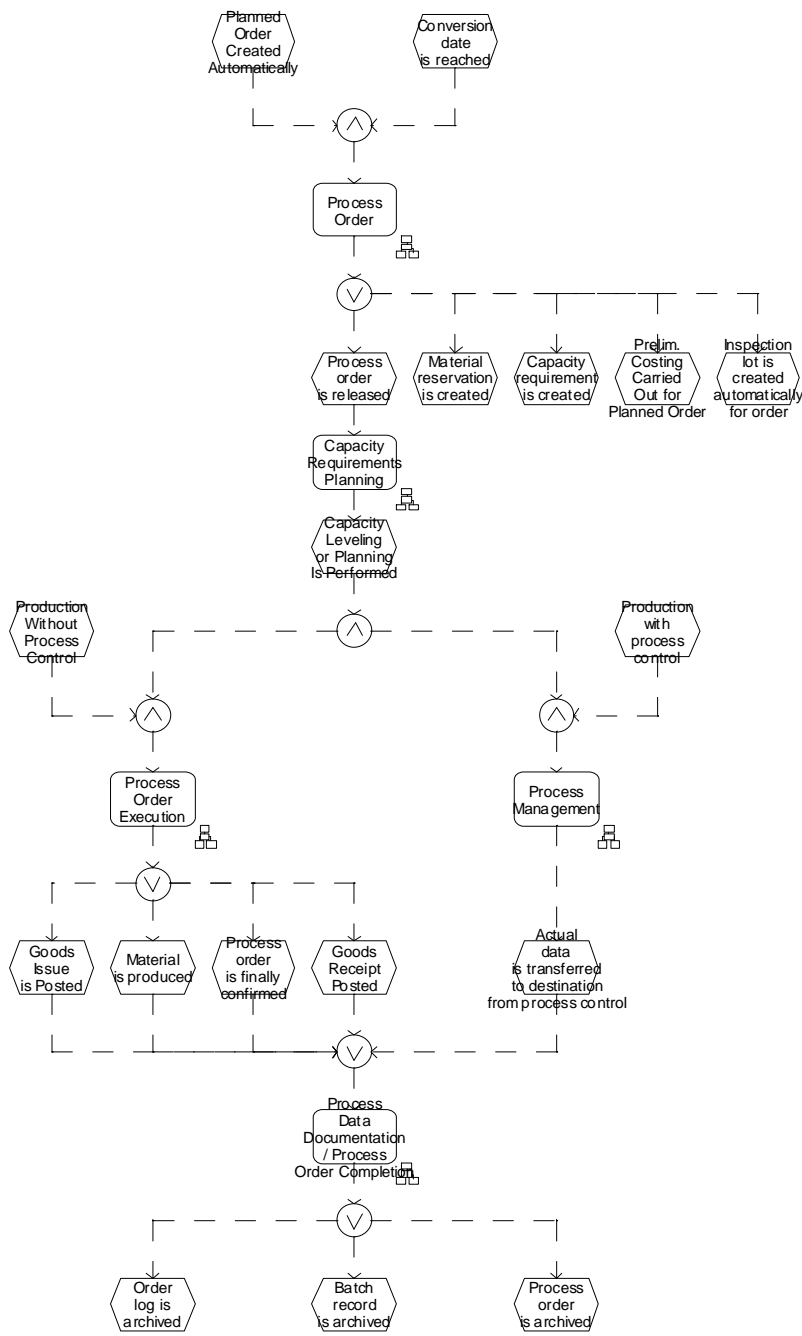 Planned
Order
Created
Automatically
Conversion
date
is reached
Process
Order
Process
order
is released
Material
reservation
is created
Capacity
requirement
is created
Prelim.
Costing
Carried
Out for
Planned Order
Inspection
lot is
created
automatically
for order
Capacity
Requirements
Planning
Capacity
Leveling
or Planning
Is Performed
Production
Without
Process
Control
Production
with
process
control
Process
Order
Execution
Process
Management
Goods
Issue
is Posted
Material
is produced
Process
order
is finally
confirmed
Goods
Receipt
Posted
Actual
data
is transferred
to destination
from process control
Process
Data
Documentation
/ Process
Order Completion
Order
log is
archived
Batch
record
is archived
Process
order
is archived